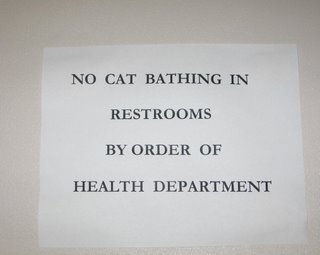 NO CAT BATHING IN
RESTROOMS
BY ORDER OF
HEALTH DEPARTMENT